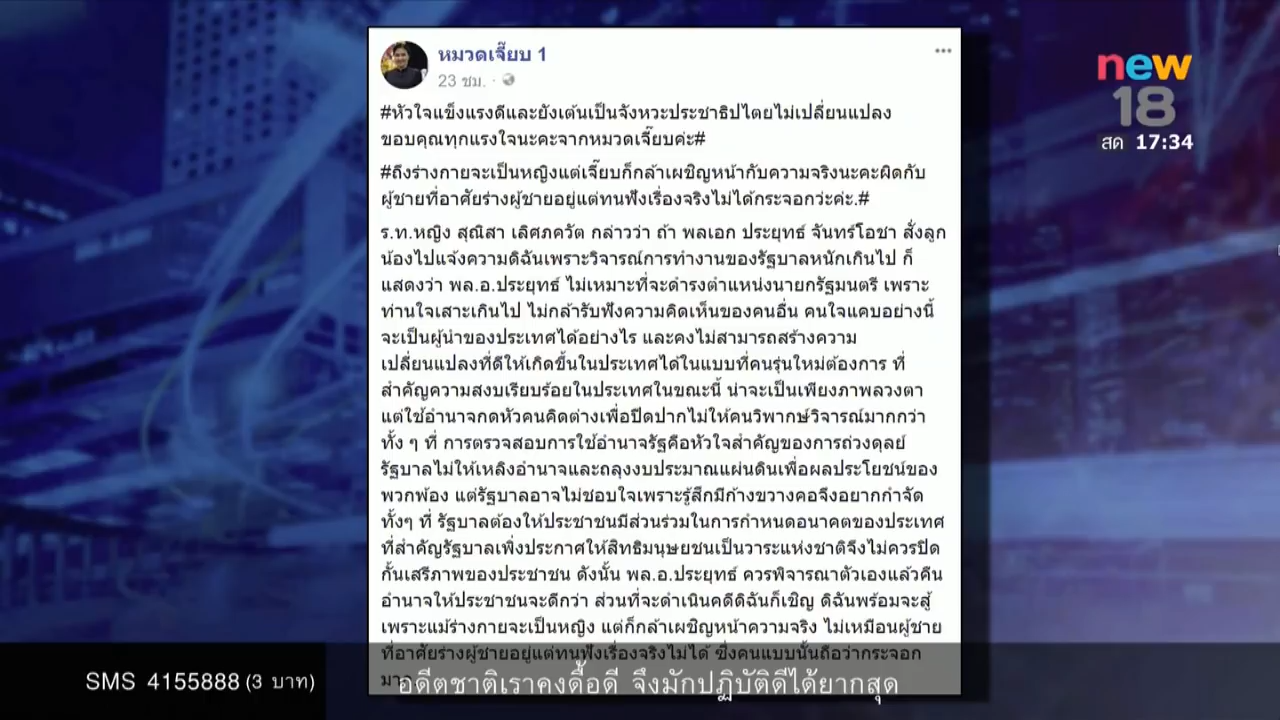 หมวดเจี๊ยบ 1
23 ชม. ·
#หัวใจแข็งแรงดีและยังเต้นเป็นจังหวะประชาธิปไตยไม่เปลี่ยนแปลง
ขอบคุณทุกแรงใจนะคะจากหมวดเจี๊ยบค่ะ#
#ถึงร่างกายจะเป็นหญิงแต่เจี๊ยบก็กล้าเผชิญหน้ากับความจริงนะคะผิดกับ
ผู้ชายที่อาศัยร่างผู้ชายอยู่แต่ทนฟังเรื่องจริงไม่ได้กระจอกว่ะค่ะ.#
ร.ท.หญิง สุณิสา เลิศภควัต กล่าวว่า ถ้า พลเอก ประยุทธ์ จันทร์โอชา สั่งลูก
น้องไปแจ้งความดิฉันเพราะวิจารณ์การทำงานของรัฐบาลหนักเกินไป ก็
แสดงว่า พล.อ.ประยุทธ์ ไม่เหมาะที่จะดำรงตำแหน่งนายกรัฐมนตรี เพราะ
ท่านใจเสาะเกินไป ไม่กล้ารับฟังความคิดเห็นของคนอื่น คนใจแคบอย่างนี้
จะเป็นผู้นำของประเทศได้อย่างไร และคงไม่สามารถสร้างความ
เปลี่ยนแปลงที่ดีให้เกิดขึ้นในประเทศได้ในแบบที่คนรุ่นใหม่ต้องการ ที่
สำคัญความสงบเรียบร้อยในประเทศในขณะนี้ น่าจะเป็นเพียงภาพลวงตา
แต่ใช้อำนาจกดหัวคนคิดต่างเพื่อปิดปากไม่ให้คนวิพากษ์วิจารณ์มากกว่า
ทั้ง ๆ ที่ การตรวจสอบการใช้อำนาจรัฐคือหัวใจสำคัญของการถ่วงดุลย์
รัฐบาลไม่ให้เหลิงอำนาจและถลุงงบประมาณแผ่นดินเพื่อผลประโยชน์ของ
พวกพ้อง แต่รัฐบาลอาจไม่ชอบใจเพราะรู้สึกมีก้างขวางคอจึงอยากกำจัด
ทั้งๆ ที่ รัฐบาลต้องให้ประชาชนมีส่วนร่วมในการกำหนดอนาคตของประเทศ
ที่สำคัญรัฐบาลเพิ่งประกาศให้สิทธิมนุษยชนเป็นวาระแห่งชาติจึงไม่ควรปิด
กั้นเสรีภาพของประชาชน ดังนั้น พล.อ.ประยุทธ์ ควรพิจารณาตัวเองแล้วคืน
อำนาจให้ประชาชนจะดีกว่า ส่วนที่จะดำเนินคดีดิฉันก็เชิญ ดิฉันพร้อมจะสู้
เพราะแม้ร่างกายจะเป็นหญิง แต่ก็กล้าเผชิญหน้าความจริง ไม่เหมือนผู้ชาย
ที่อาศัยร่างผู้ชายอยู่แต่ทนฟังเรื่องจริงไม่ได้ ซึ่งคนแบบนั้นถือว่ากระจอก
new
18
สด 17:34
SMS 4155888 (3 บาท)
อดีตชาติเราคงดื้อดี จึงมักปฏิบัติดีได้ยากสุด